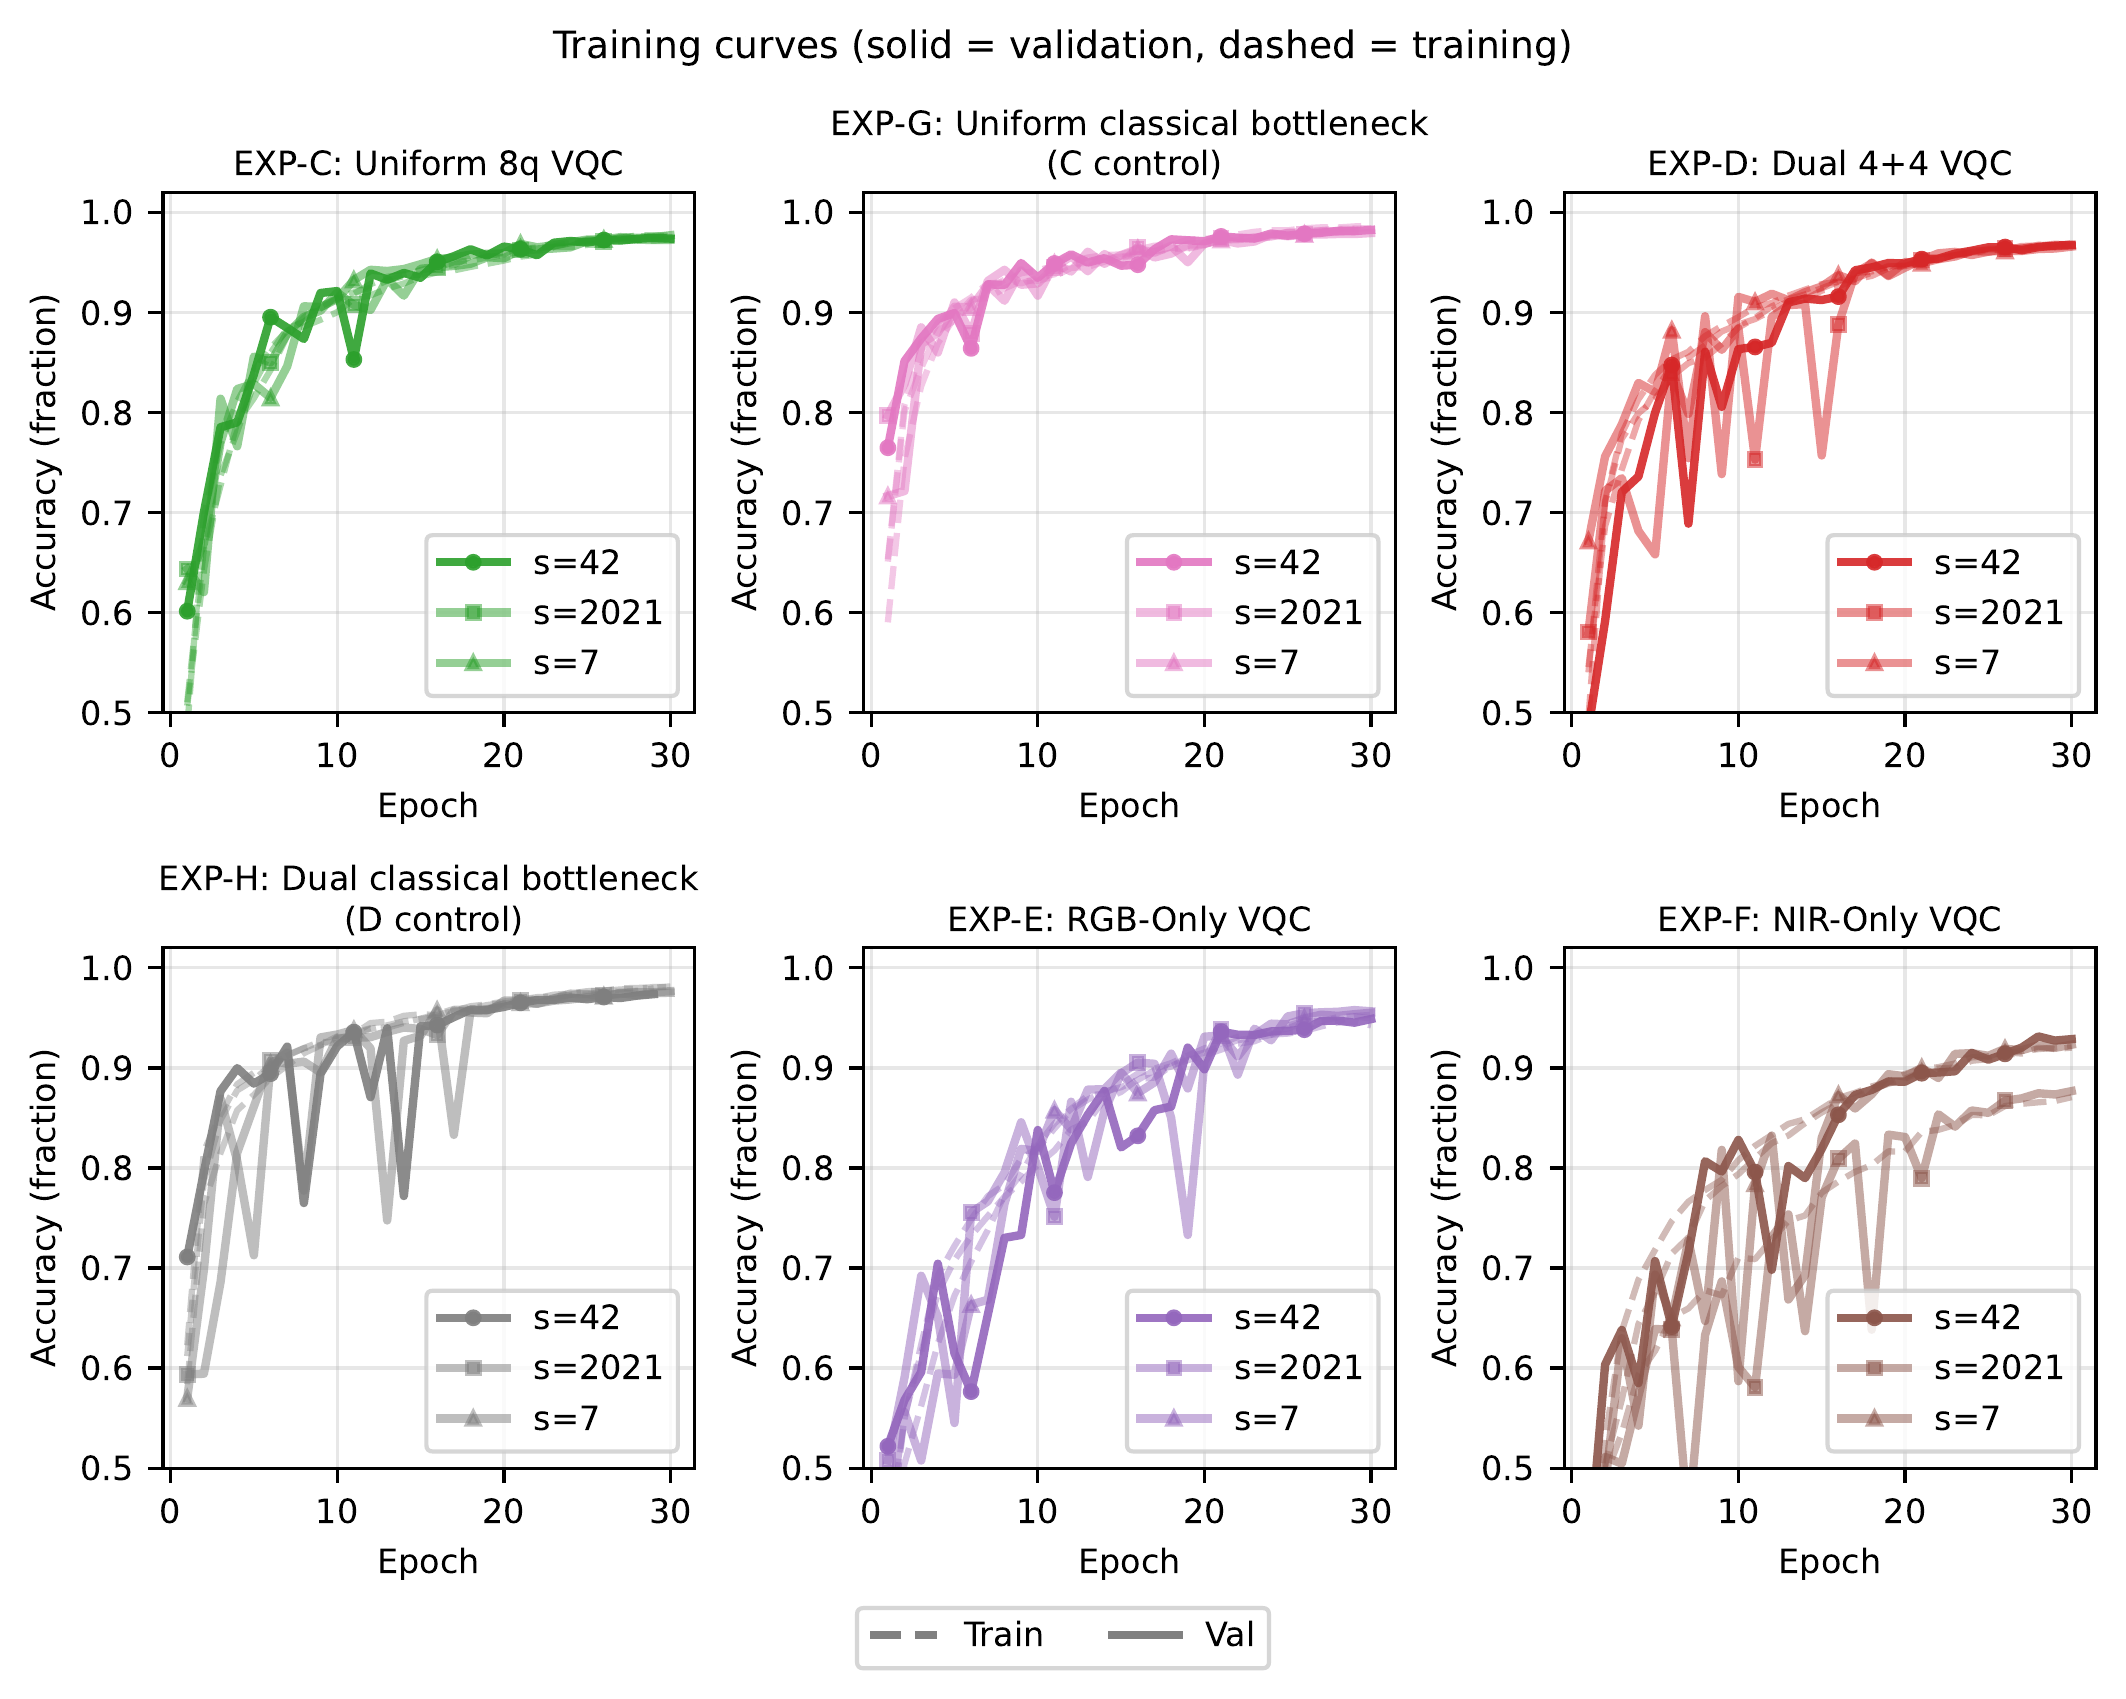 Training curves (solid = validation, dashed = training)
EXP-C: Uniform 8q VQC
1.0
0.9
0.8
0.7
0.6
0.5
Accuracy (fraction)
s=42
s=2021
s=7
0 10 20 30
Epoch
EXP-G: Uniform classical bottleneck
(C control)
1.0
0.9
0.8
0.7
0.6
0.5
Accuracy (fraction)
s=42
s=2021
s=7
0 10 20 30
Epoch
EXP-D: Dual 4+4 VQC
1.0
0.9
0.8
0.7
0.6
0.5
Accuracy (fraction)
s=42
s=2021
s=7
0 10 20 30
Epoch
EXP-H: Dual classical bottleneck
(D control)
1.0
0.9
0.8
0.7
0.6
0.5
Accuracy (fraction)
s=42
s=2021
s=7
0 10 20 30
Epoch
EXP-E: RGB-Only VQC
1.0
0.9
0.8
0.7
0.6
0.5
Accuracy (fraction)
s=42
s=2021
s=7
0 10 20 30
Epoch
EXP-F: NIR-Only VQC
1.0
0.9
0.8
0.7
0.6
0.5
Accuracy (fraction)
s=42
s=2021
s=7
0 10 20 30
Epoch
Train Val